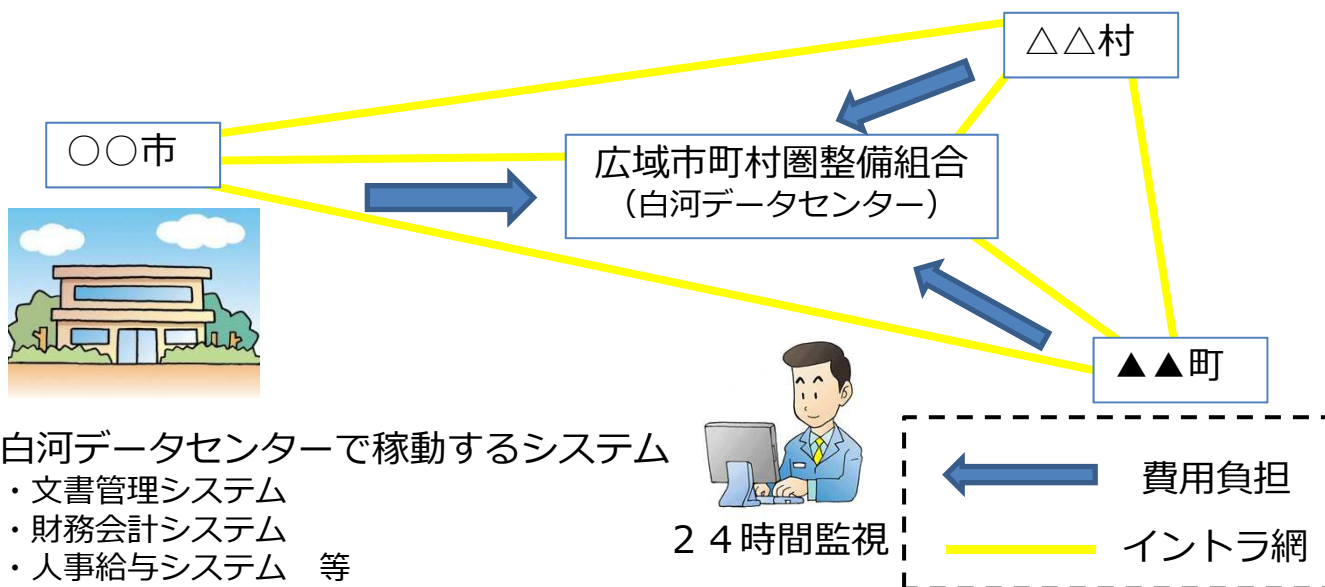 △△村
○○市
広域市町村圏整備組合
（白河データセンター）
▲▲町
白河データセンターで稼動するシステム
・文書管理システム
・財務会計システム
・人事給与システム　等
２４時間監視
費用負担
イントラ網